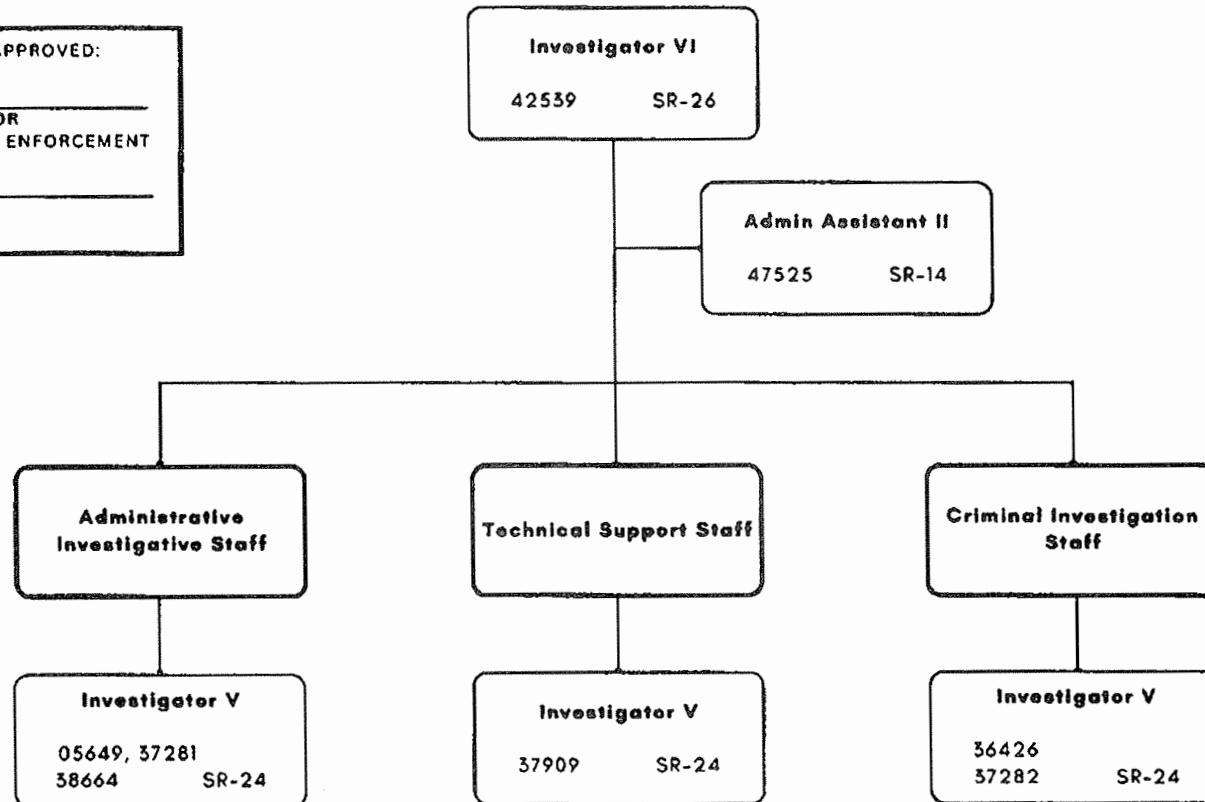 APPROVED:
OR
ENFORCEMENT
Investigator VI
42539 SR-26
Admin Assistant II
47525 SR-14
Administrative
Investigative Staff
Technical Support Staff
Criminal Investigation
Staff
Investigator V
05649, 37281
38664 SR-24
Investigator V
37909 SR-24
Investigator V
36426
37282 SR-24